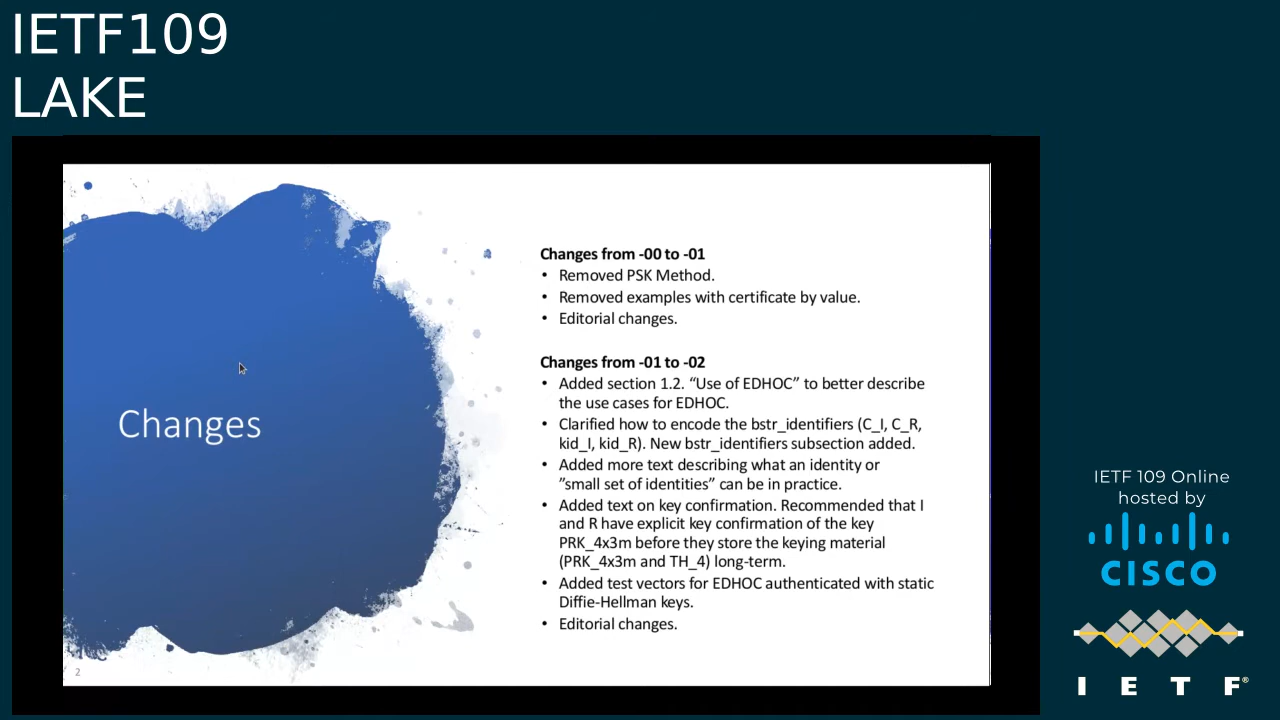 IETF109
LAKE
Changes
Changes from -00 to -01
• Removed PSK Method.
• Removed examples with certificate by value.
• Editorial changes.
Changes from -01 to -02
• Added section 1.2. “Use of EDHOC” to better describe
the use cases for EDHOC.
• Clarified how to encode the bstr_identifiers (C_I, C_R,
kid_I, kid_R). New bstr_identifiers subsection added.
• Added more text describing what an identity or
”small set of identities” can be in practice.
• Added text on key confirmation. Recommended that I
and R have explicit key confirmation of the key
PRK_4x3m before they store the keying material
(PRK_4x3m and TH_4) long-term.
• Added test vectors for EDHOC authenticated with static
Diffie-Hellman keys.
• Editorial changes.
2
IETF 109 Online
hosted by
CISCO
I E T F®